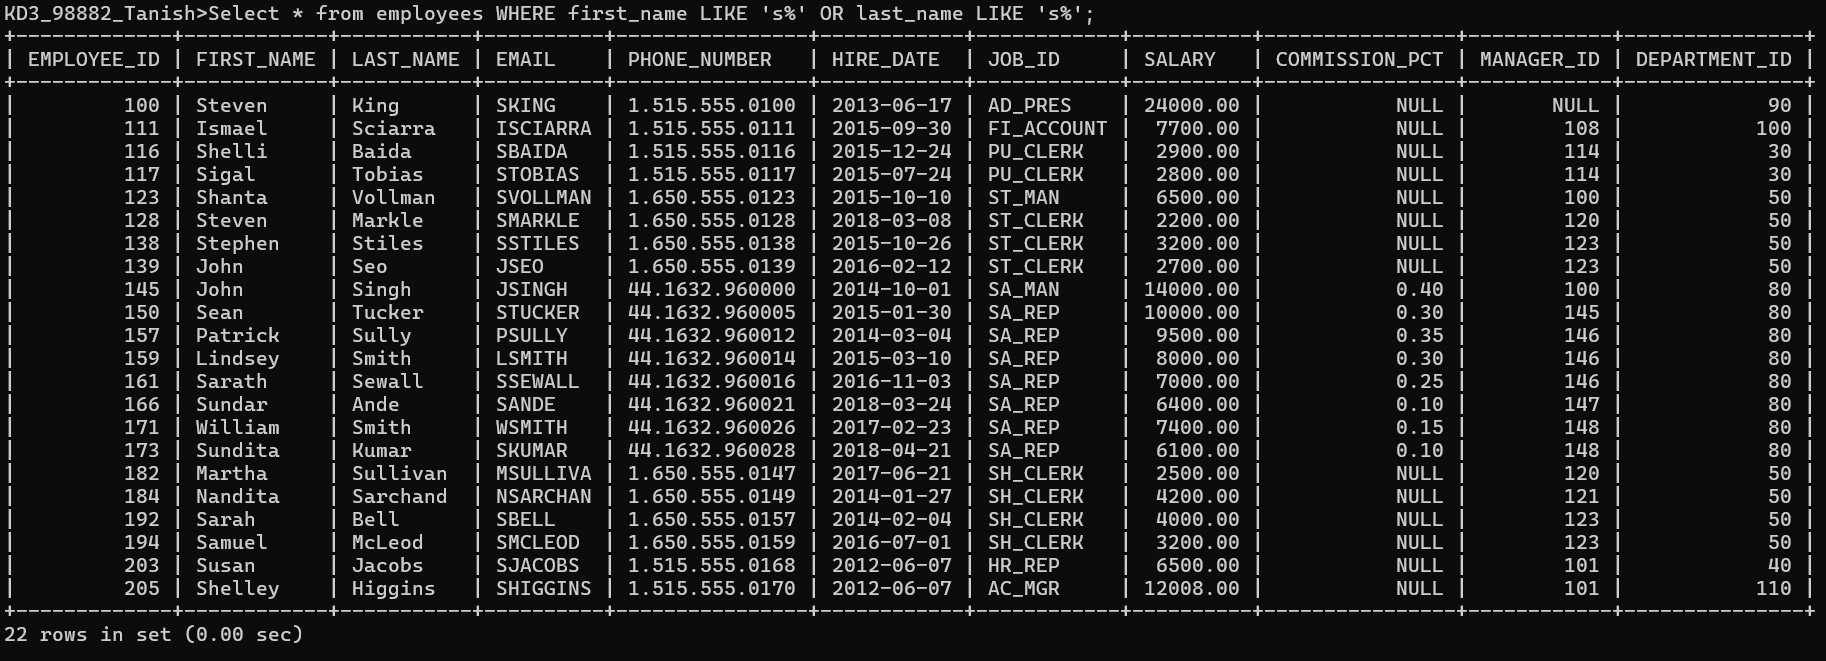 KD3_98882_Tanish>Select * from employees WHERE first_name LIKE 's%' OR last_name LIKE 's%';
+-------------+------------+-----------+----------+----------------+------------+------------+----------+----------------+------------+---------------+
| EMPLOYEE_ID | FIRST_NAME | LAST_NAME | EMAIL    | PHONE_NUMBER   | HIRE_DATE  | JOB_ID     | SALARY   | COMMISSION_PCT | MANAGER_ID | DEPARTMENT_ID |
+-------------+------------+-----------+----------+----------------+------------+------------+----------+----------------+------------+---------------+
|         100 | Steven     | King      | SKING    | 1.515.555.0100 | 2013-06-17 | AD_PRES    | 24000.00 |           NULL |       NULL |            90 |
|         111 | Ismael     | Sciarra   | ISCIARRA | 1.515.555.0111 | 2015-09-30 | FI_ACCOUNT |  7700.00 |           NULL |        108 |           100 |
|         116 | Shelli     | Baida     | SBAIDA   | 1.515.555.0116 | 2015-12-24 | PU_CLERK   |  2900.00 |           NULL |        114 |            30 |
|         117 | Sigal      | Tobias    | STOBIAS  | 1.515.555.0117 | 2015-07-24 | PU_CLERK   |  2800.00 |           NULL |        114 |            30 |
|         123 | Shanta     | Vollman   | SVOLLMAN | 1.650.555.0123 | 2015-10-10 | ST_MAN     |  6500.00 |           NULL |        100 |            50 |
|         128 | Steven     | Markle    | SMARKLE  | 1.650.555.0128 | 2018-03-08 | ST_CLERK   |  2200.00 |           NULL |        120 |            50 |
|         138 | Stephen    | Stiles    | SSTILES  | 1.650.555.0138 | 2015-10-26 | ST_CLERK   |  3200.00 |           NULL |        123 |            50 |
|         139 | John       | Seo       | JSEO     | 1.650.555.0139 | 2016-02-12 | ST_CLERK   |  2700.00 |           NULL |        123 |            50 |
|         145 | John       | Singh     | JSINGH   | 44.1632.960000 | 2014-10-01 | SA_MAN     | 14000.00 |           0.40 |        100 |            80 |
|         150 | Sean       | Tucker    | STUCKER  | 44.1632.960005 | 2015-01-30 | SA_REP     | 10000.00 |           0.30 |        145 |            80 |
|         157 | Patrick    | Sully     | PSULLY   | 44.1632.960012 | 2014-03-04 | SA_REP     |  9500.00 |           0.35 |        146 |            80 |
|         159 | Lindsey    | Smith     | LSMITH   | 44.1632.960014 | 2015-03-10 | SA_REP     |  8000.00 |           0.30 |        146 |            80 |
|         161 | Sarath     | Sewall    | SSEWALL  | 44.1632.960016 | 2016-11-03 | SA_REP     |  7000.00 |           0.25 |        146 |            80 |
|         166 | Sundar     | Ande      | SANDE    | 44.1632.960021 | 2018-03-24 | SA_REP     |  6400.00 |           0.10 |        147 |            80 |
|         171 | William    | Smith     | WSMITH   | 44.1632.960026 | 2017-02-23 | SA_REP     |  7400.00 |           0.15 |        148 |            80 |
|         173 | Sundita    | Kumar     | SKUMAR   | 44.1632.960028 | 2018-04-21 | SA_REP     |  6100.00 |           0.10 |        148 |            80 |
|         182 | Martha     | Sullivan  | MSULLIVA | 1.650.555.0147 | 2017-06-21 | SH_CLERK   |  2500.00 |           NULL |        120 |            50 |
|         184 | Nandita    | Sarchand  | NSARCHAN | 1.650.555.0149 | 2014-01-27 | SH_CLERK   |  4200.00 |           NULL |        121 |            50 |
|         192 | Sarah      | Bell      | SBELL    | 1.650.555.0157 | 2014-02-04 | SH_CLERK   |  4000.00 |           NULL |        123 |            50 |
|         194 | Samuel     | McLeod    | SMCLEOD  | 1.650.555.0159 | 2016-07-01 | SH_CLERK   |  3200.00 |           NULL |        123 |            50 |
|         203 | Susan      | Jacobs    | SJACOBS  | 1.515.555.0168 | 2012-06-07 | HR_REP     |  6500.00 |           NULL |        101 |            40 |
|         205 | Shelley    | Higgins   | SHIGGINS | 1.515.555.0170 | 2012-06-07 | AC_MGR     | 12008.00 |           NULL |        101 |           110 |
+-------------+------------+-----------+----------+----------------+------------+------------+----------+----------------+------------+---------------+
22 rows in set (0.00 sec)